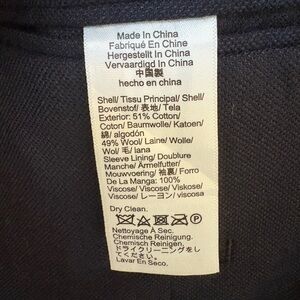 Made In China
Fabriqué En Chine
Hergestellt In China
Vervaardigd In China
中国製
hecho en china
Shell/ Tissu Principal/ Shell/
Bovenstof/ 表地/ Tela
Exterior: 51% Cotton/
Coton/ Baumwolle/ Katoen/
綿/ algodón
49% Wool/ Laine/ Wolle/
Wol/ 毛/ lana
Sleeve Lining/ Doublure
Manche/ Ärmelfutter/
Mouwvoering/ 袖裏/ Forro
De La Manga: 100%
Viscose/ Viscose/ Viskose/
Viscose/ レーヨン/ viscosa
Dry Clean.
P
Nettoyage À Sec.
Chemische Reinigung.
Chemisch Reinigen.
ドライクリーニングをし
てください。
Lavar En Seco.